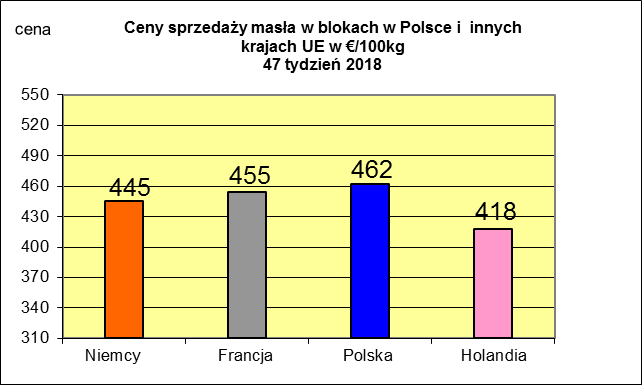 cena
Ceny sprzedaży masła w blokach w Polsce i  innych
krajach UE w €/100kg
47 tydzień 2018
550
520
490
460
430
400
370
340
310
445
455
462
418
Niemcy
Francja
Polska
Holandia